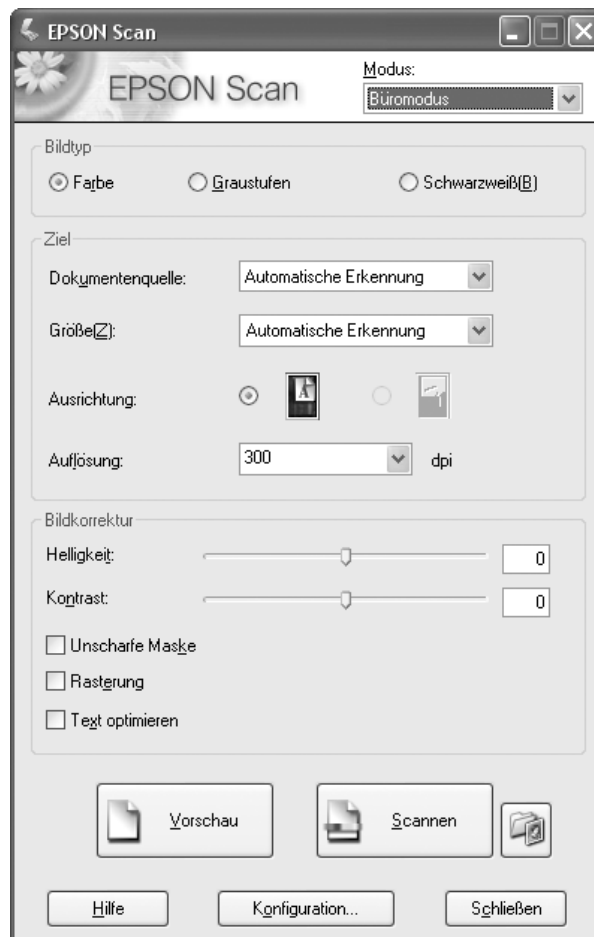 EPSON Scan
EPSON Scan
Modus:
Büromodus
Bildtyp
Farbe
Graustufen
Schwarzweiß(B)
Ziel
Dokumentenquelle:
Automatische Erkennung
Größe(Z):
Automatische Erkennung
Ausrichtung:
A
Auflösung:
300
dpi
Bildkorrektur
Helligkeit:
0
Kontrast:
0
Unscharfe Maske
Rasterung
Text optimieren
Vorschau
Scannen
Hilfe
Konfiguration...
Schließen